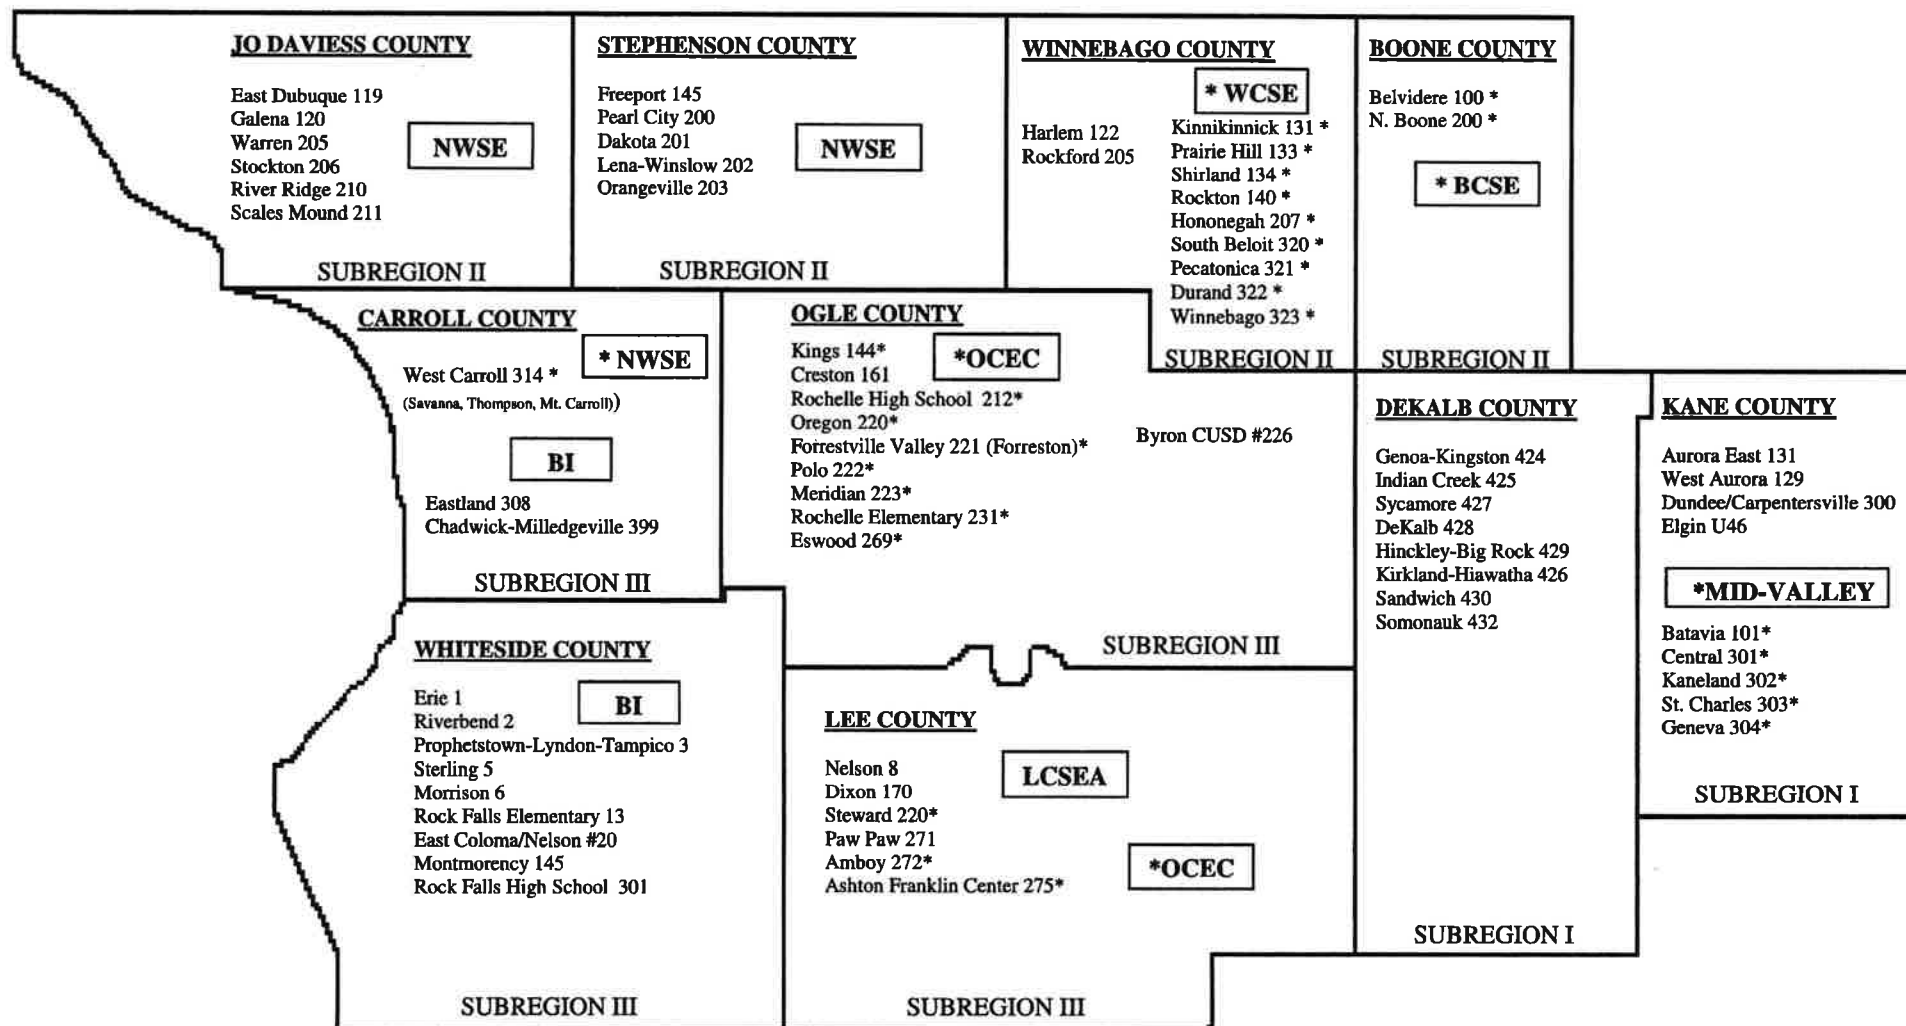 JO DAVIESS COUNTY
East Dubuque 119
Galena 120
Warren 205
Stockton 206
River Ridge 210
Scales Mound 211
NWSE
SUBREGION II
STEPHENSON COUNTY
Freeport 145
Pearl City 200
Dakota 201
Lena-Winslow 202
Orangeville 203
NWSE
SUBREGION II
WINNEBAGO COUNTY
* WCSE
Harlem 122
Rockford 205
Kinnikinnick 131 *
Prairie Hill 133 *
Shirland 134 *
Rockton 140 *
Hononegah 207 *
South Beloit 320 *
Pecatonica 321 *
Durand 322 *
Winnebago 323 *
SUBREGION II
BOONE COUNTY
Belvidere 100 *
N. Boone 200 *
* BCSE
SUBREGION II
CARROLL COUNTY
* NWSE
West Carroll 314 *
(Savanna, Thompson, Mt. Carroll))
BI
Eastland 308
Chadwick-Milledgeville 399
SUBREGION III
OGLE COUNTY
Kings 144*
Creston 161
Rochelle High School 212*
Oregon 220*
Forrestville Valley 221 (Forreston)*
Polo 222*
Meridian 223*
Rochelle Elementary 231*
Eswood 269*
*OCEC
Byron CUSD #226
SUBREGION III
DEKALB COUNTY
Genoa-Kingston 424
Indian Creek 425
Sycamore 427
DeKalb 428
Hinckley-Big Rock 429
Kirkland-Hiawatha 426
Sandwich 430
Somonauk 432
SUBREGION I
KANE COUNTY
Aurora East 131
West Aurora 129
Dundee/Carpentersville 300
Elgin U46
*MID-VALLEY
Batavia 101*
Central 301*
Kaneland 302*
St. Charles 303*
Geneva 304*
SUBREGION I
WHITESIDE COUNTY
Erie 1
Riverbend 2
Prophetstown-Lyndon-Tampico 3
Sterling 5
Morrison 6
Rock Falls Elementary 13
East Coloma/Nelson #20
Montmorency 145
Rock Falls High School 301
BI
SUBREGION III
LEE COUNTY
Nelson 8
Dixon 170
Steward 220*
Paw Paw 271
Amboy 272*
Ashton Franklin Center 275*
LCSEA
*OCEC
SUBREGION III